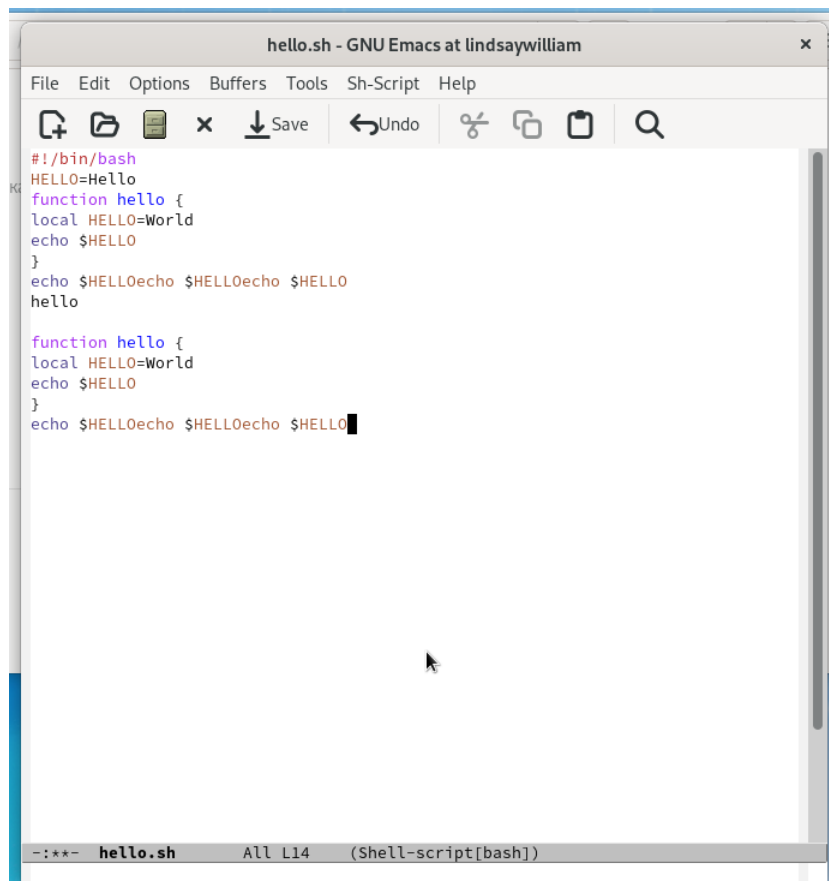 hello.sh - GNU Emacs at lindsaywilliam ×
File Edit Options Buffers Tools Sh-Script Help
Save Undo
#!/bin/bash
HELLO=Hello
function hello {
local HELLO=World
echo $HELLO
}
echo $HELLOecho $HELLOecho $HELLO
hello
function hello {
local HELLO=World
echo $HELLO
}
echo $HELLOecho $HELLOecho $HELLO
-:**- hello.sh All L14 (Shell-script[bash])